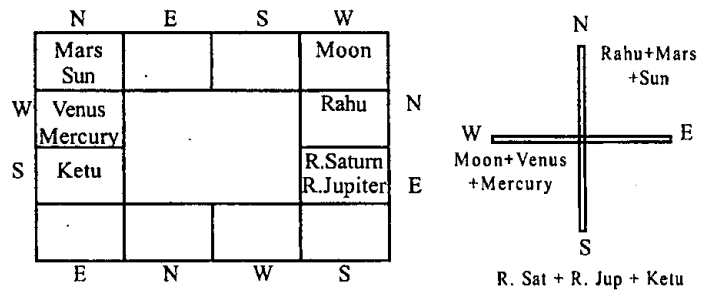 N E S W
Mars
Sun
Moon
W
Venus
Mercury
Rahu
N
S
Ketu
R.Saturn
R.Jupiter
E
E N W S
N
Rahu+Mars
+Sun
W
E
Moon+Venus
+Mercury
S
R. Sat + R. Jup + Ketu